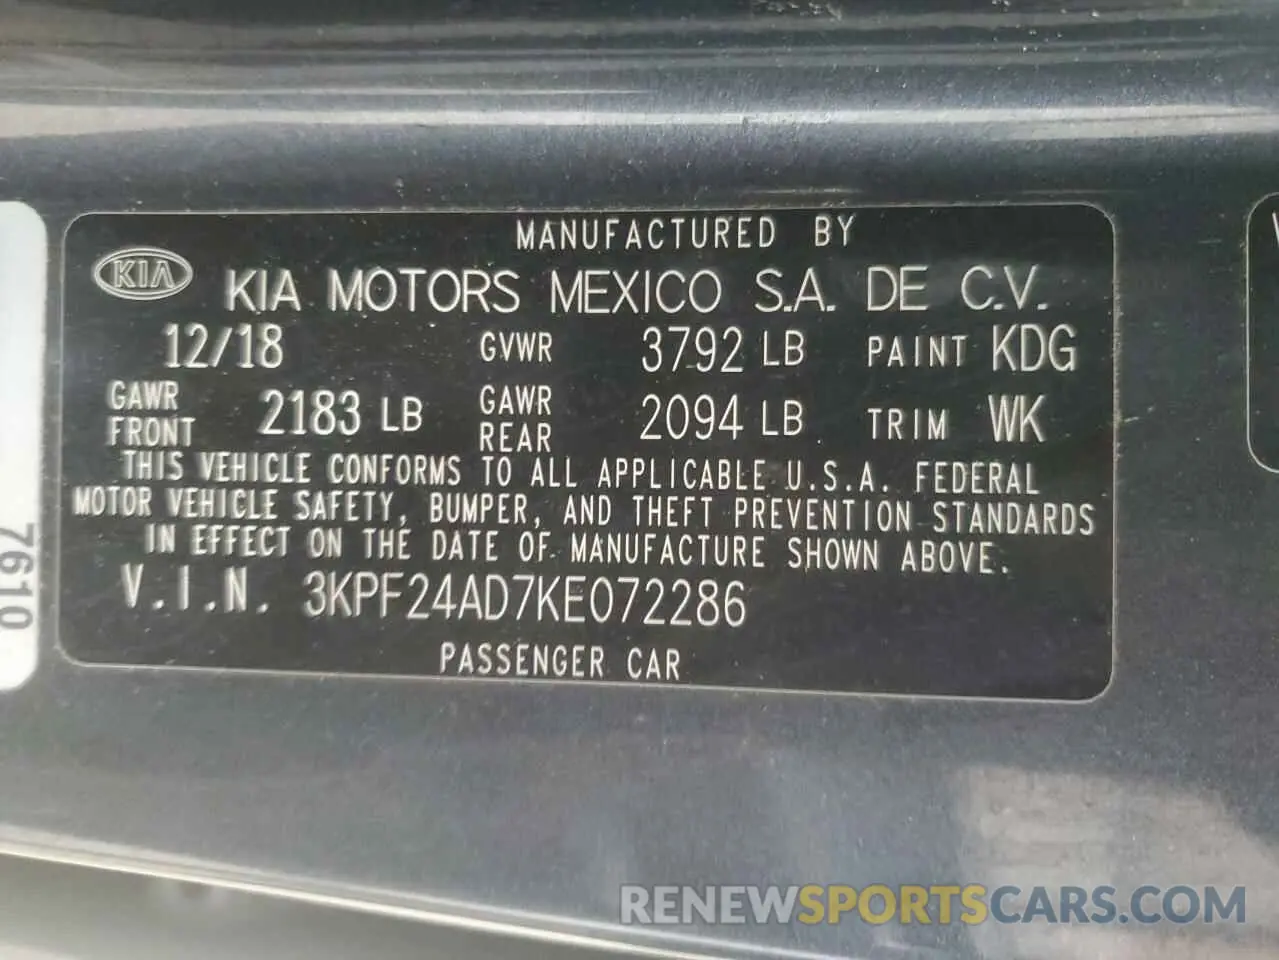 MANUFACTURED BY
KIA KIA MOTORS MEXICO S.A. DE C.V.
12/18 GVWR 3792 LB PAINT KDG
GAWR FRONT 2183 LB GAWR REAR 2094 LB TRIM WK
THIS VEHICLE CONFORMS TO ALL APPLICABLE U.S.A. FEDERAL
MOTOR VEHICLE SAFETY, BUMPER, AND THEFT PREVENTION STANDARDS
IN EFFECT ON THE DATE OF MANUFACTURE SHOWN ABOVE.
V.I.N. 3KPF24AD7KE072286
PASSENGER CAR
7610
RENEWSPORTSCARS.COM